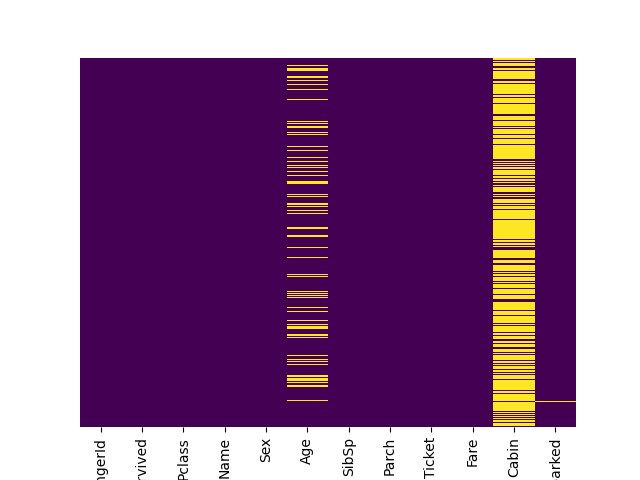 ngerId
rvived
Pclass
Name
Sex
Age
SibSp
Parch
Ticket
Fare
Cabin
arked